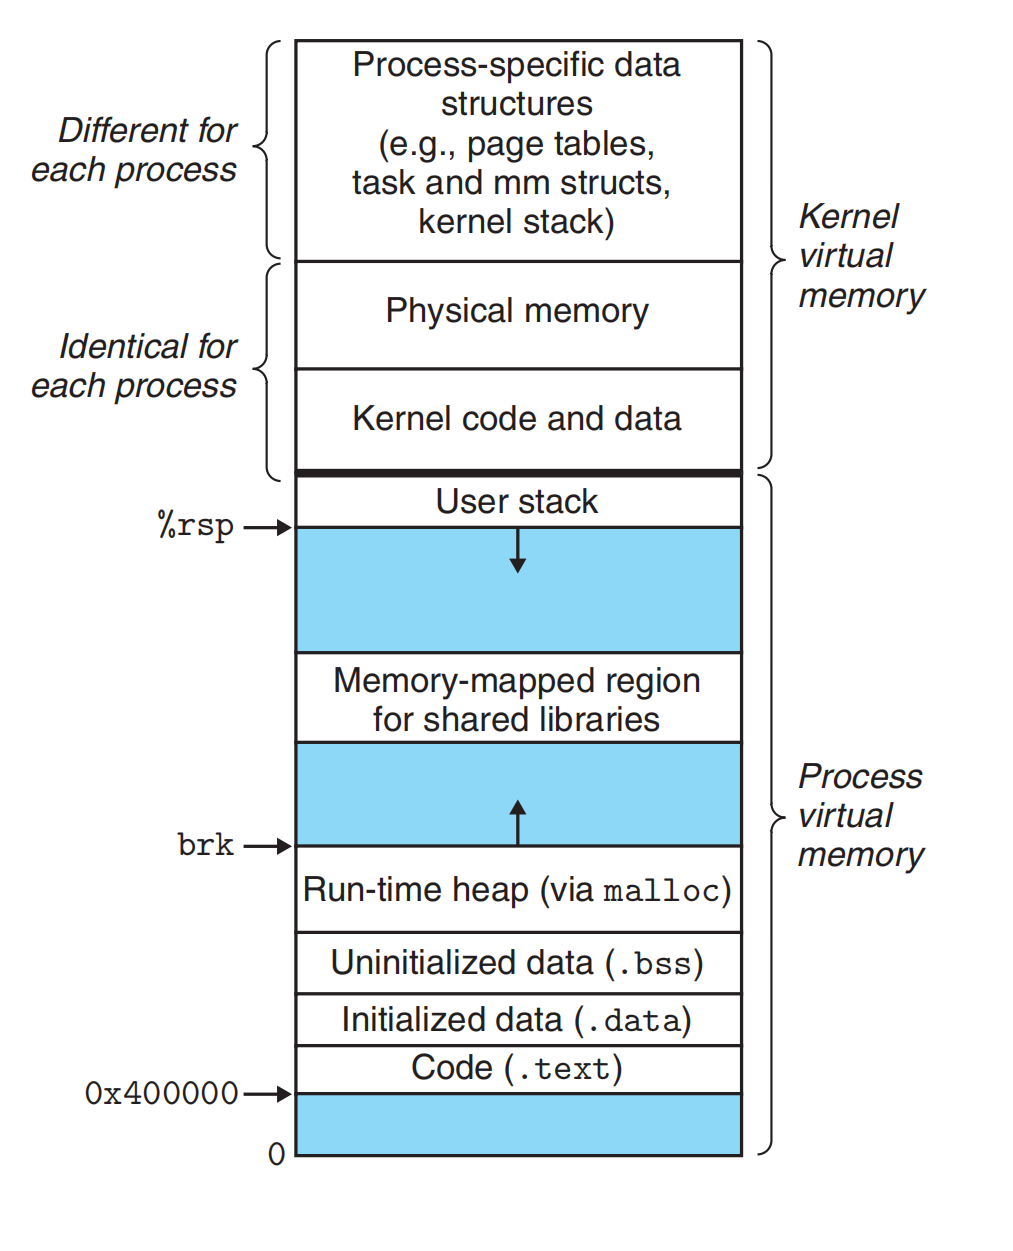 Process-specific data
structures
(e.g., page tables,
task and mm structs,
kernel stack)
Different for
each process
Physical memory
Kernel
virtual
memory
Identical for
each process
Kernel code and data
User stack
%rsp
Memory-mapped region
for shared libraries
Process
virtual
memory
brk
Run-time heap (via malloc)
Uninitialized data (.bss)
Initialized data (.data)
Code (.text)
0x400000
0